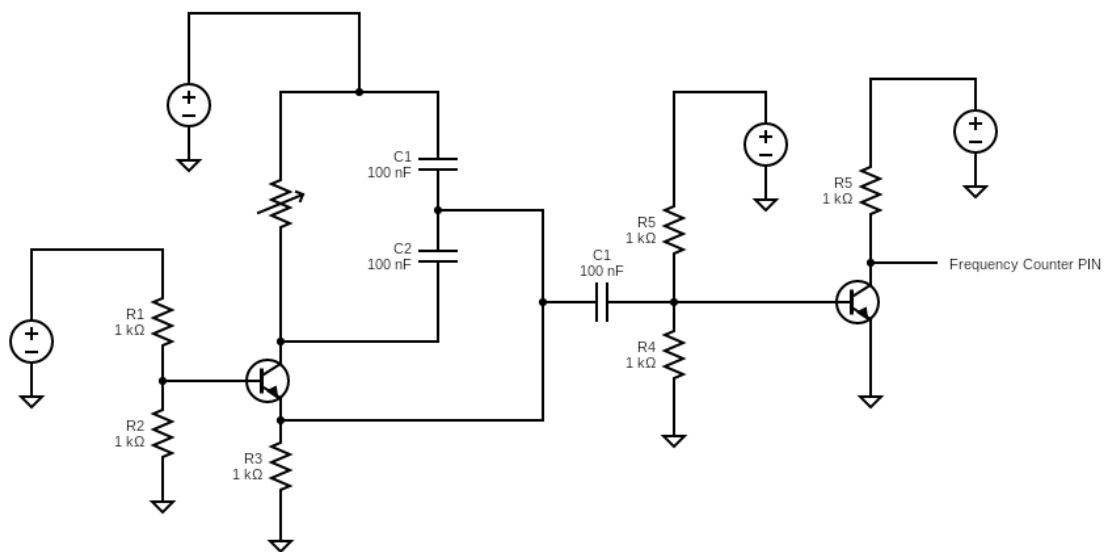 C1
100 nF
C2
100 nF
R1
1 kΩ
R2
1 kΩ
R3
1 kΩ
C1
100 nF
R5
1 kΩ
R4
1 kΩ
R5
1 kΩ
Frequency Counter PIN